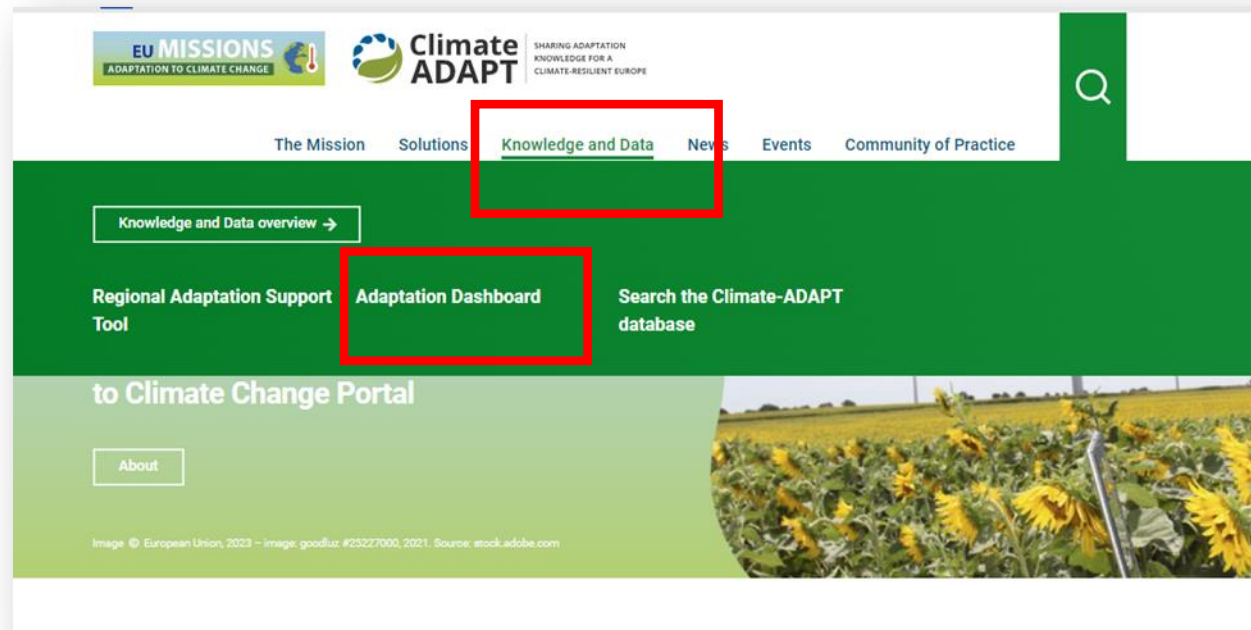 EU MISSIONS
ADAPTATION TO CLIMATE CHANGE
Climate
ADAPT
SHARING ADAPTATION
KNOWLEDGE FOR A
CLIMATE-RESILIENT EUROPE
The Mission Solutions Knowledge and Data News Events Community of Practice
Knowledge and Data overview →
Regional Adaptation Support
Tool
Adaptation Dashboard
Search the Climate-ADAPT
database
to Climate Change Portal
About
Image © European Union, 2023 – image: goodluz #25227000, 2021. Source: stock.adobe.com